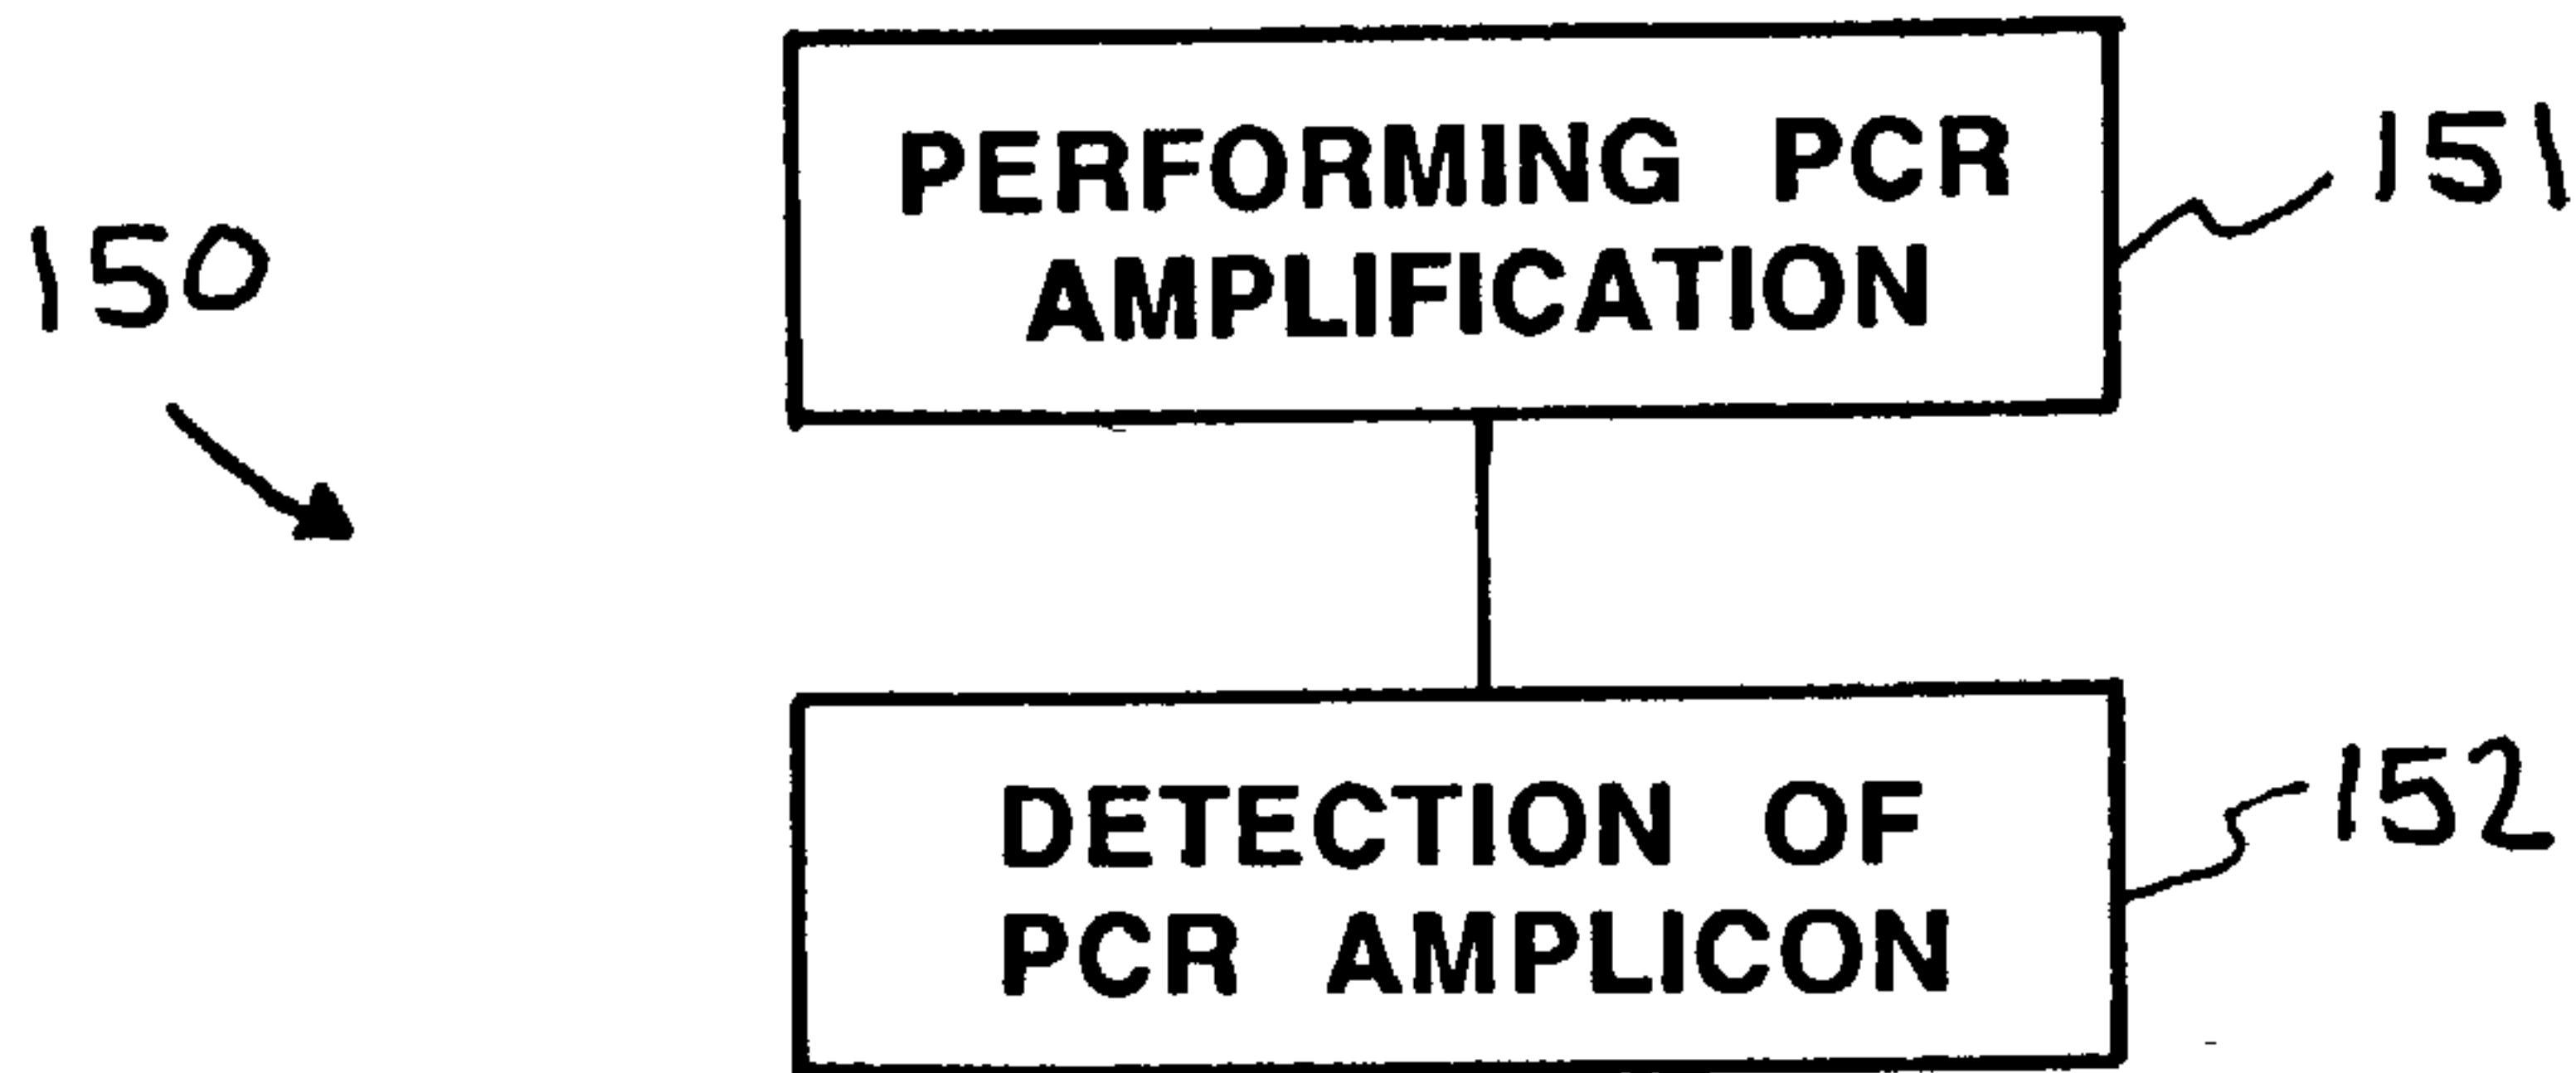 150
PERFORMING PCR
AMPLIFICATION
151
DETECTION OF
PCR AMPLICON
152